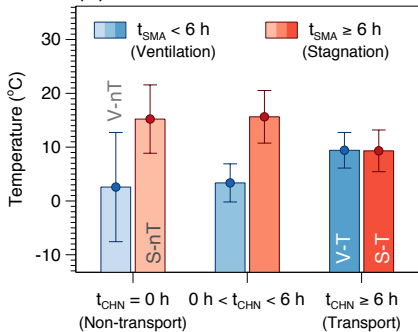 t_SMA < 6 h
(Ventilation)
t_SMA ≥ 6 h
(Stagnation)
Temperature (°C)
30
20
10
0
-10
V-nT
S-nT
V-T
S-T
t_CHN = 0 h
(Non-transport)
0 h < t_CHN < 6 h
t_CHN ≥ 6 h
(Transport)